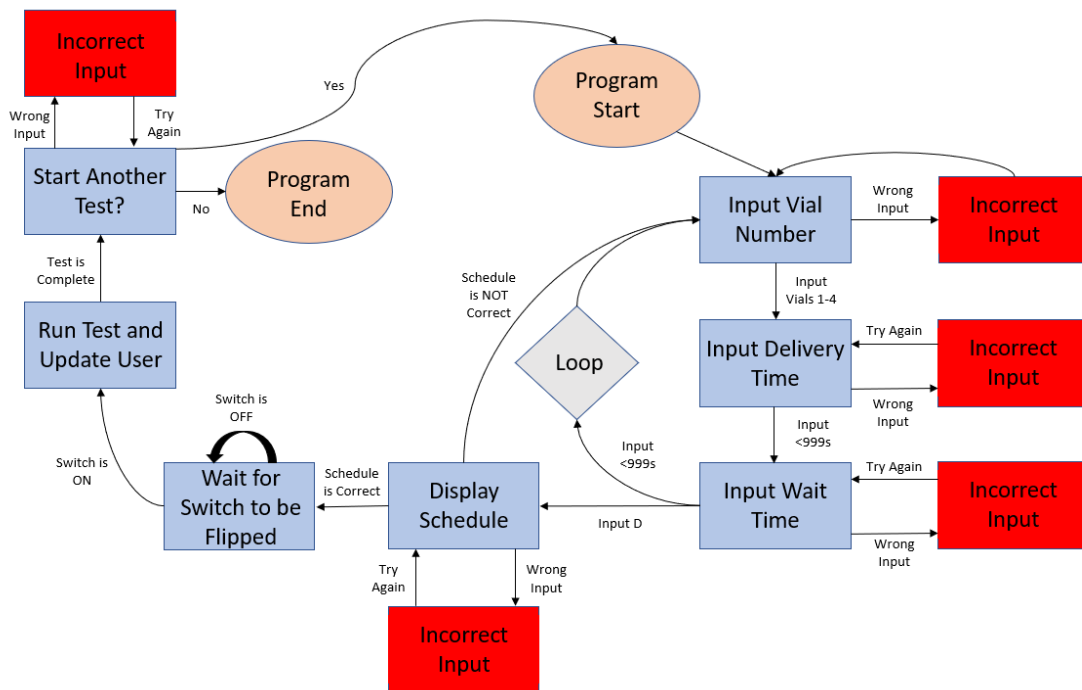 Incorrect
Input
Wrong
Input
Try
Again
Yes
Program
Start
Start Another
Test?
No
Program
End
Input Vial
Number
Wrong
Input
Incorrect
Input
Test is
Complete
Schedule
is NOT
Correct
Input
Vials 1-4
Run Test and
Update User
Loop
Input Delivery
Time
Try Again
Wrong
Input
Incorrect
Input
Switch is
OFF
Input
<999s
Input
<999s
Switch is
ON
Wait for
Switch to be
Flipped
Schedule
is Correct
Display
Schedule
Input D
Input Wait
Time
Try Again
Wrong
Input
Incorrect
Input
Try
Again
Wrong
Input
Incorrect
Input